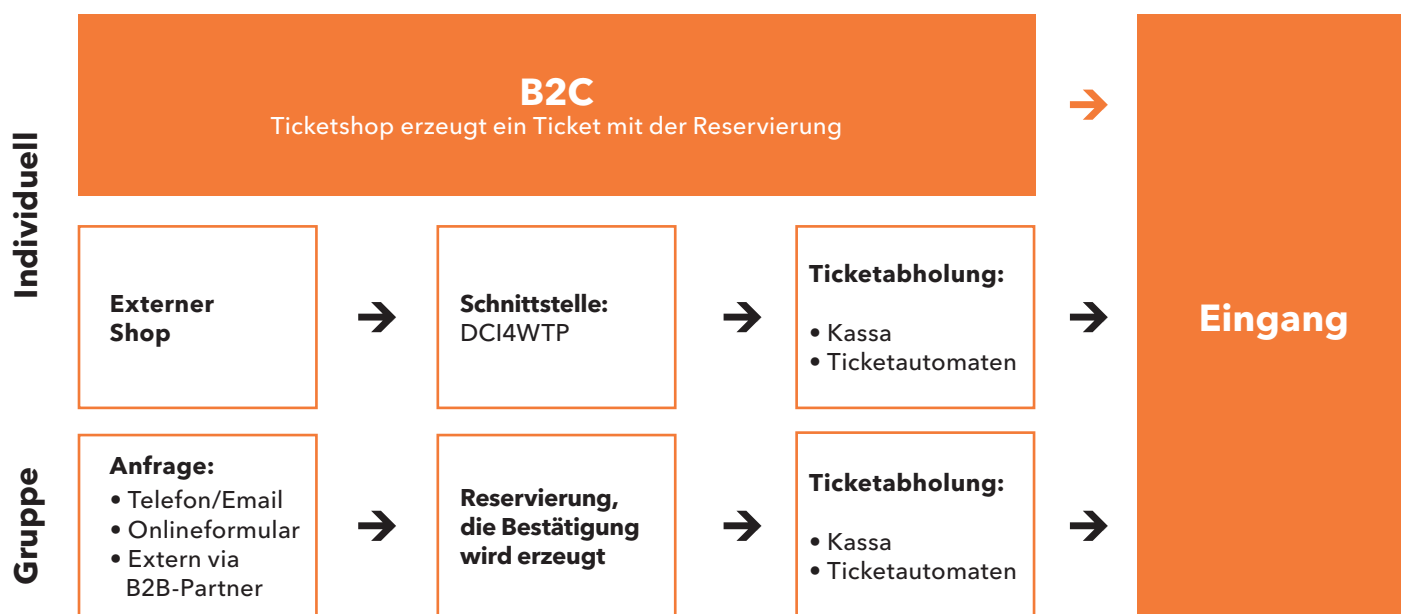 Individuell
B2C
Ticketshop erzeugt ein Ticket mit der Reservierung
Externer
Shop
Schnittstelle:
DCI4WTP
Ticketabholung:
• Kassa
• Ticketautomaten
Eingang
Gruppe
Anfrage:
• Telefon/Email
• Onlineformular
• Extern via
B2B-Partner
Reservierung,
die Bestätigung
wird erzeugt
Ticketabholung:
• Kassa
• Ticketautomaten